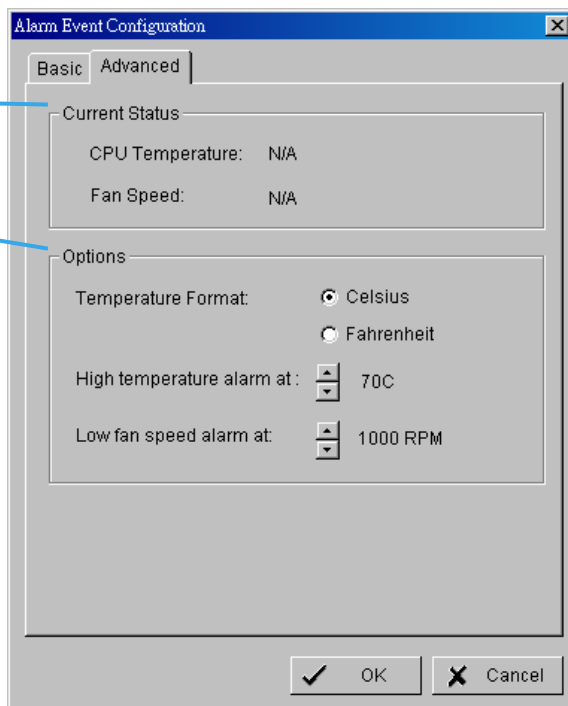 Alarm Event Configuration
Basic Advanced
Current Status
CPU Temperature: N/A
Fan Speed: N/A
Options
Temperature Format: Celsius
Fahrenheit
High temperature alarm at : 70C
Low fan speed alarm at: 1000 RPM
OK Cancel